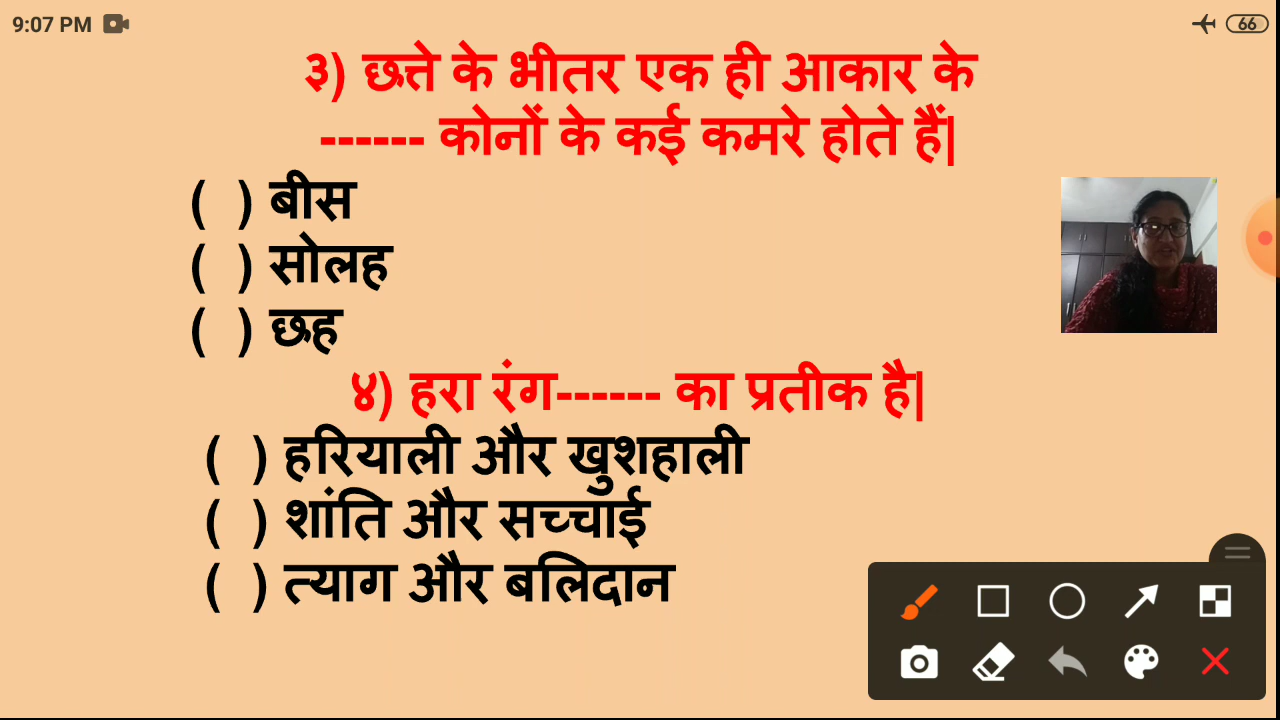 9:07 PM
66
३) छत्ते के भीतर एक ही आकार के
------ कोनों के कई कमरे होते हैं|
( ) बीस
( ) सोलह
( ) छह
४) हरा रंग------ का प्रतीक है|
( ) हरियाली और खुशहाली
( ) शांति और सच्चाई
( ) त्याग और बलिदान